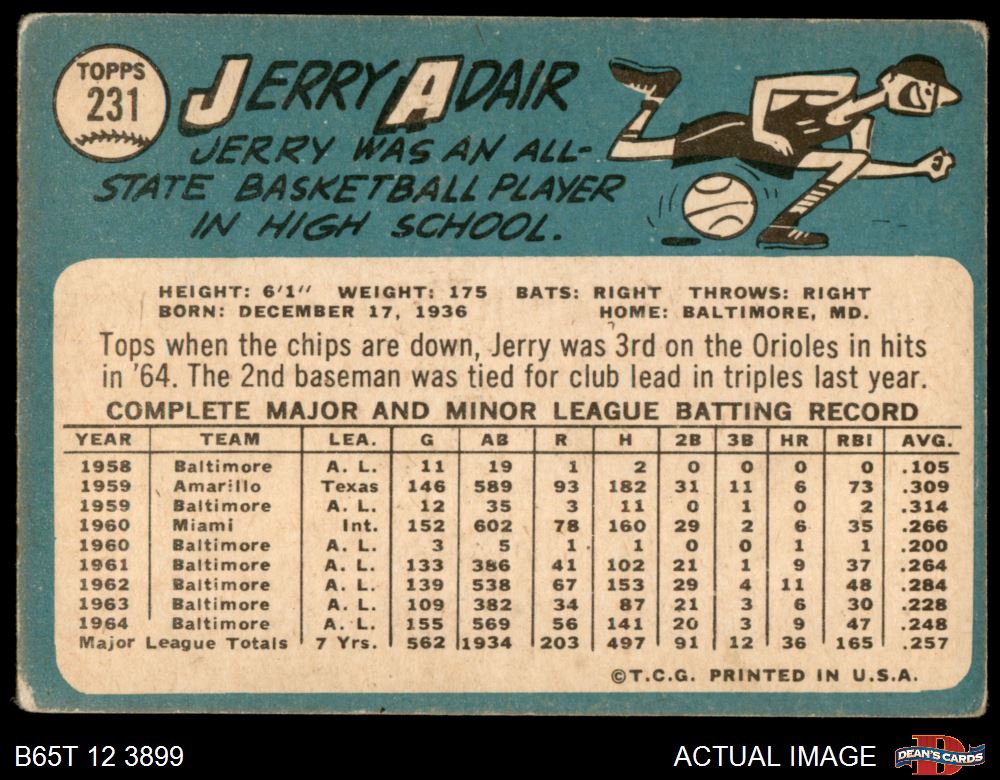 TOPPS
231
JERRY ADAIR
JERRY WAS AN ALL-
STATE BASKETBALL PLAYER
IN HIGH SCHOOL.
HEIGHT: 6'1" WEIGHT: 175 BATS: RIGHT THROWS: RIGHT
BORN: DECEMBER 17, 1936 HOME: BALTIMORE, MD.
Tops when the chips are down, Jerry was 3rd on the Orioles in hits
in '64. The 2nd baseman was tied for club lead in triples last year.
COMPLETE MAJOR AND MINOR LEAGUE BATTING RECORD
YEAR TEAM LEA. G AB R H 2B 3B HR RBI AVG.
1958 Baltimore A. L. 11 19 1 2 0 0 0 0 .105
1959 Amarillo Texas 146 589 93 182 31 11 6 73 .309
1959 Baltimore A. L. 12 35 3 11 0 1 0 2 .314
1960 Miami Int. 152 602 78 160 29 2 6 35 .266
1960 Baltimore A. L. 3 5 1 1 0 0 1 1 .200
1961 Baltimore A. L. 133 386 41 102 21 1 9 37 .264
1962 Baltimore A. L. 139 538 67 153 29 4 11 48 .284
1963 Baltimore A. L. 109 382 34 87 21 3 6 30 .228
1964 Baltimore A. L. 155 569 56 141 20 3 9 47 .248
Major League Totals 7 Yrs. 562 1934 203 497 91 12 36 165 .257
©T.C.G. PRINTED IN U.S.A.
B65T 12 3899 ACTUAL IMAGE
D
DEAN'S CARDS